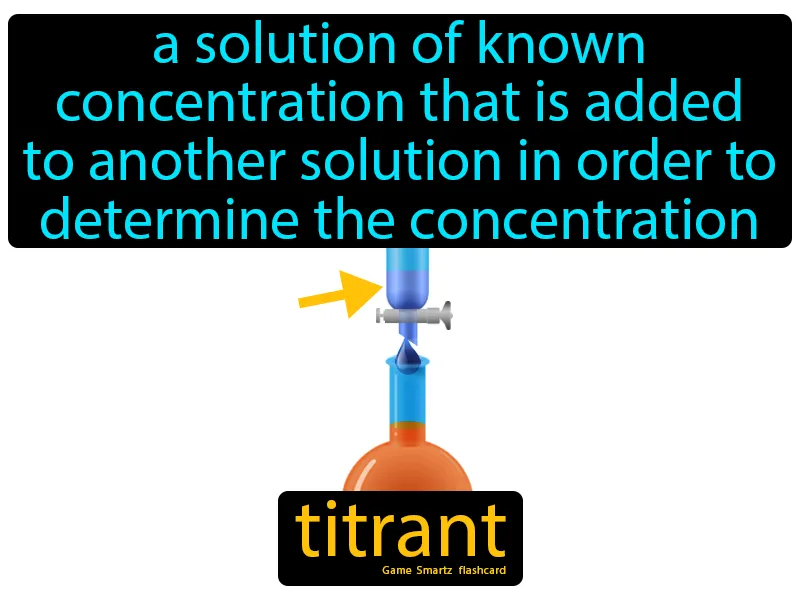 a solution of known
concentration that is added
to another solution in order to
determine the concentration
titrant
Game Smartz flashcard